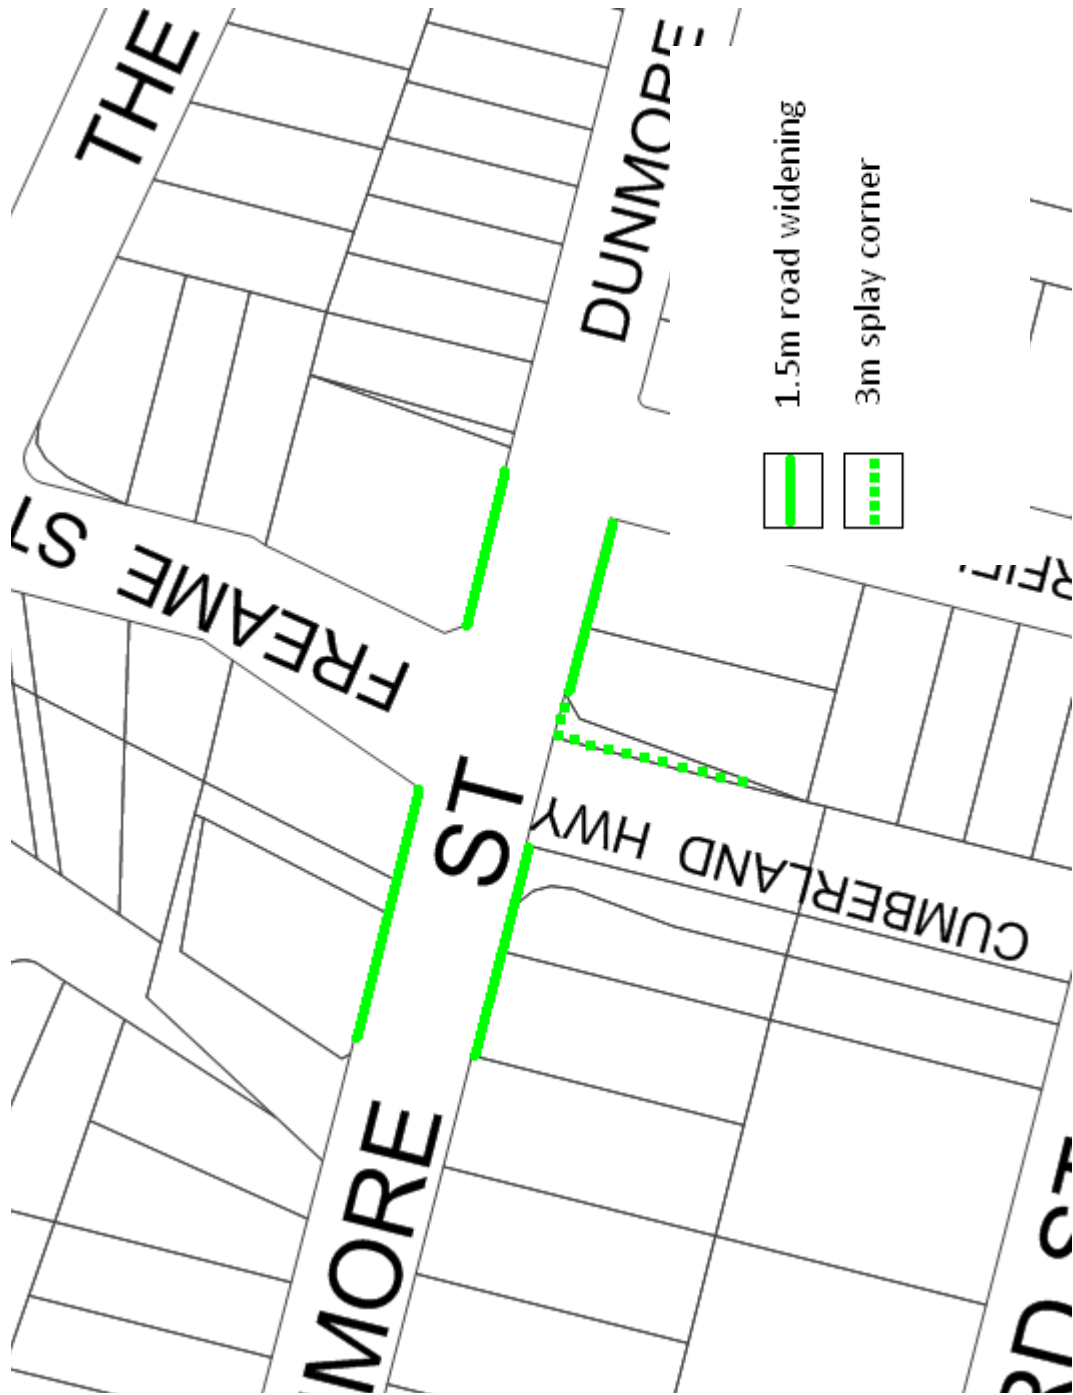 THE
DUNMORE
FREAME ST
ST
MORE
CUMBERLAND HWY
1.5m road widening
3m splay corner